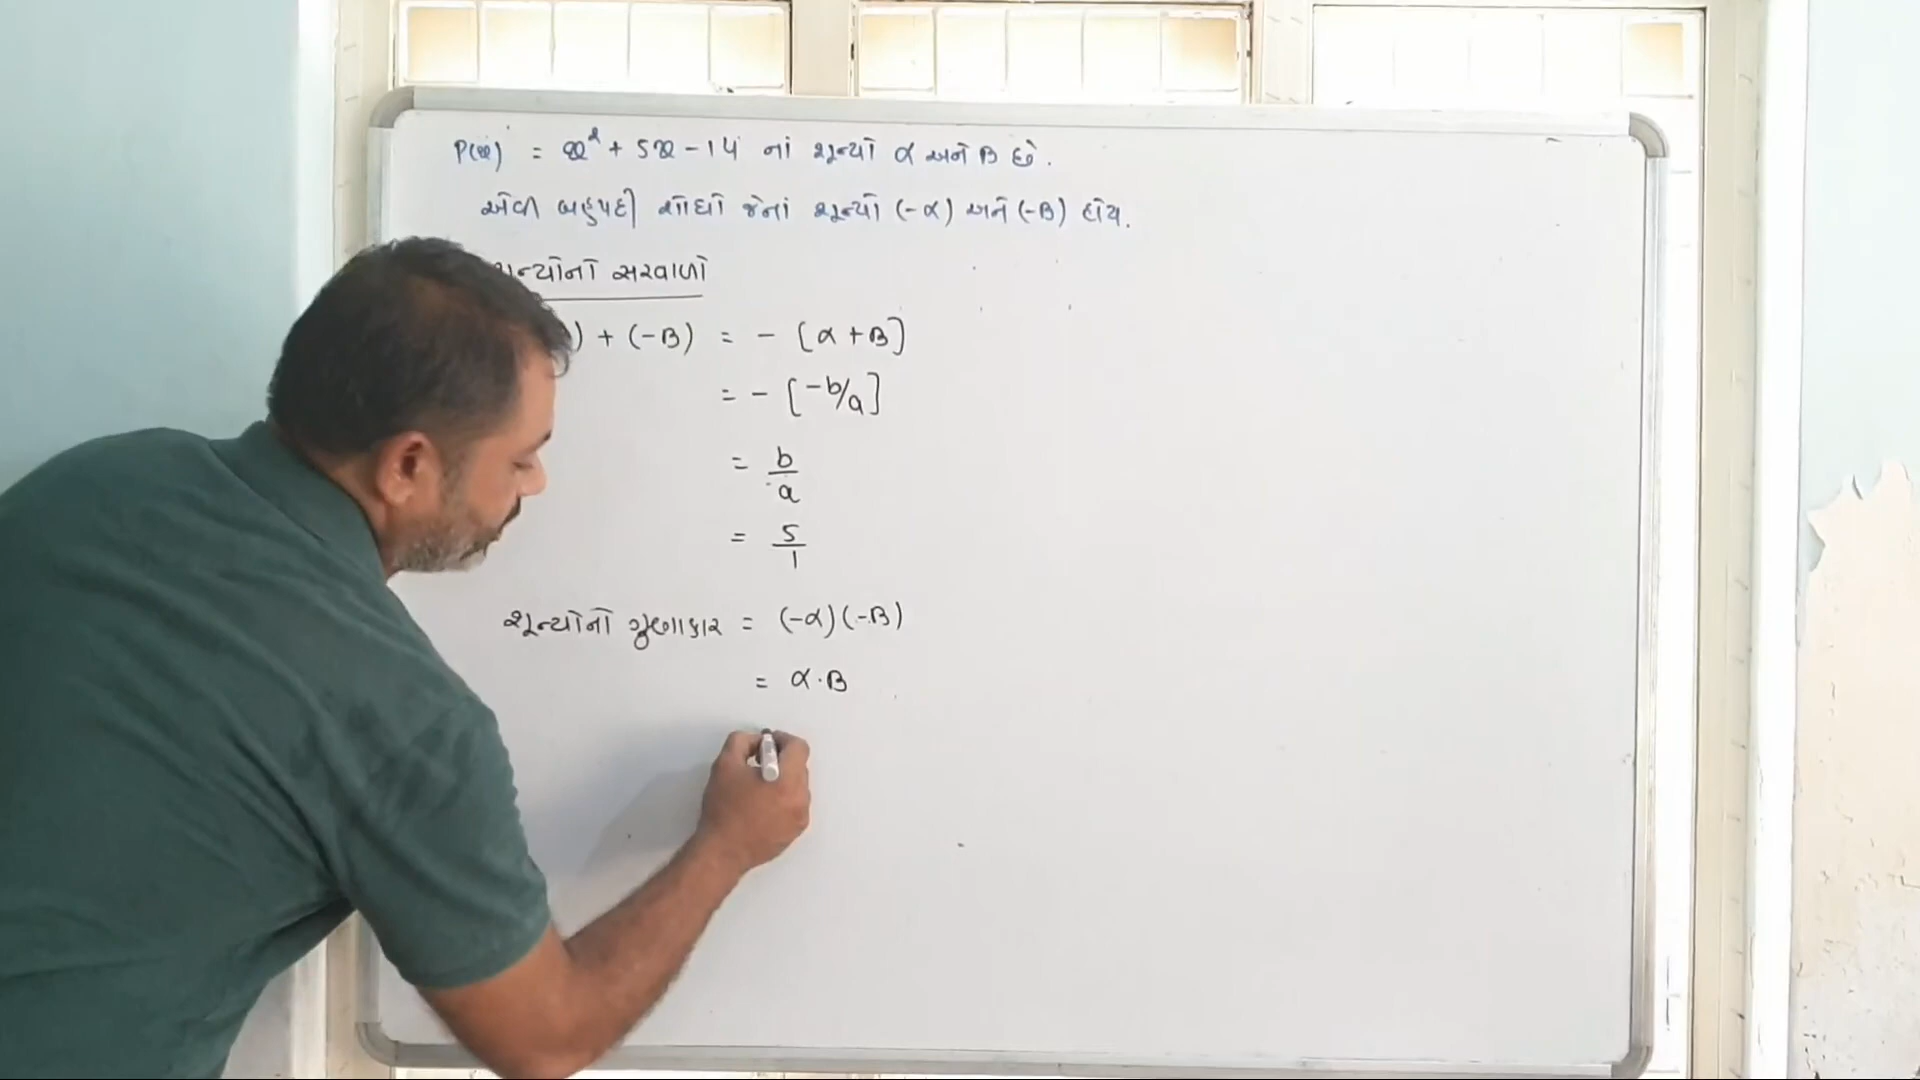 P(x) = x² + 5x - 14 નાં શૂન્યો α અને β છે.
એવી બહુપદી શોધો જેનાં શૂન્યો (-α) અને (-β) હોય.
શૂન્યોનો સરવાળો
) + (-β) = - [α + β]
= - [-b/a]
= b/a
= 5/1
શૂન્યોનો ગુણાકાર = (-α)(-β)
= α·β